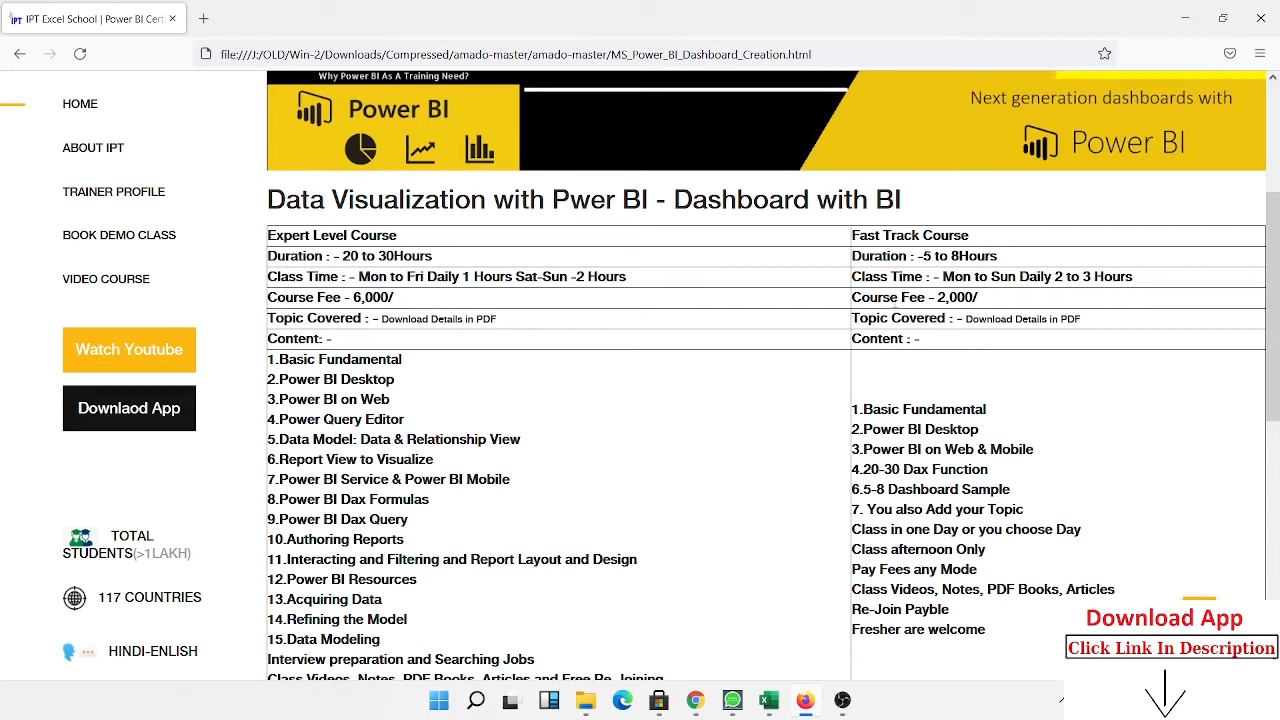 IPT Excel School | Power BI Certi
file:///J:/OLD/Win-2/Downloads/Compressed/amado-master/amado-master/MS_Power_BI_Dashboard_Creation.html
HOME
ABOUT IPT
TRAINER PROFILE
BOOK DEMO CLASS
VIDEO COURSE
Watch Youtube
Downlaod App
TOTAL
STUDENTS(>1LAKH)
117 COUNTRIES
HINDI-ENLISH
Why Power BI As A Training Need?
Power BI
Next generation dashboards with
Power BI
Data Visualization with Pwer BI - Dashboard with BI
Expert Level Course
Duration : - 20 to 30Hours
Class Time : - Mon to Fri Daily 1 Hours Sat-Sun -2 Hours
Course Fee - 6,000/
Topic Covered : - Download Details in PDF
Content: -
1.Basic Fundamental
2.Power BI Desktop
3.Power BI on Web
4.Power Query Editor
5.Data Model: Data & Relationship View
6.Report View to Visualize
7.Power BI Service & Power BI Mobile
8.Power BI Dax Formulas
9.Power BI Dax Query
10.Authoring Reports
11.Interacting and Filtering and Report Layout and Design
12.Power BI Resources
13.Acquiring Data
14.Refining the Model
15.Data Modeling
Interview preparation and Searching Jobs
Class Videos, Notes, PDF Books, Articles and Free Re-Joining
Fast Track Course
Duration : -5 to 8Hours
Class Time : - Mon to Sun Daily 2 to 3 Hours
Course Fee - 2,000/
Topic Covered : - Download Details in PDF
Content : -
1.Basic Fundamental
2.Power BI Desktop
3.Power BI on Web & Mobile
4.20-30 Dax Function
6.5-8 Dashboard Sample
7. You also Add your Topic
Class in one Day or you choose Day
Class afternoon Only
Pay Fees any Mode
Class Videos, Notes, PDF Books, Articles
Re-Join Payble
Fresher are welcome
Download App
Click Link In Description